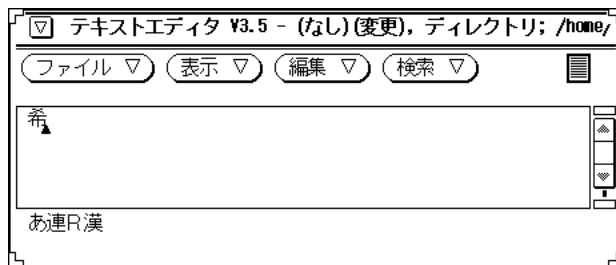 テキストエディタ V3.5 - (なし)(変更), ディレクトリ; /home/
ファイル ▽ 表示 ▽ 編集 ▽ 検索 ▽
希
あ連R漢